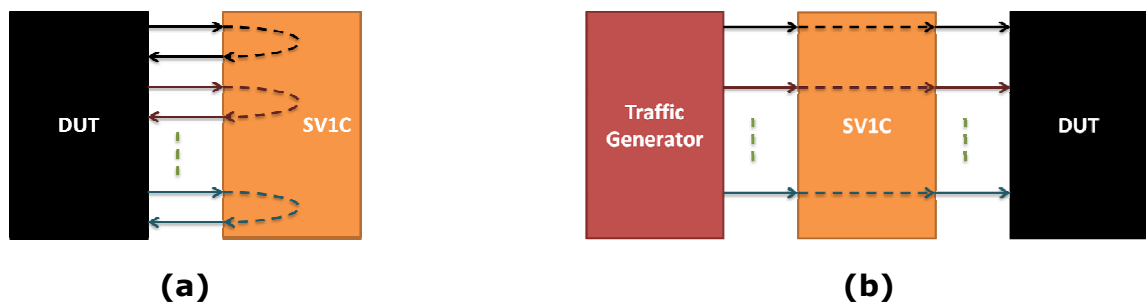 DUT
SV1C
(a)
Traffic
Generator
SV1C
DUT
(b)